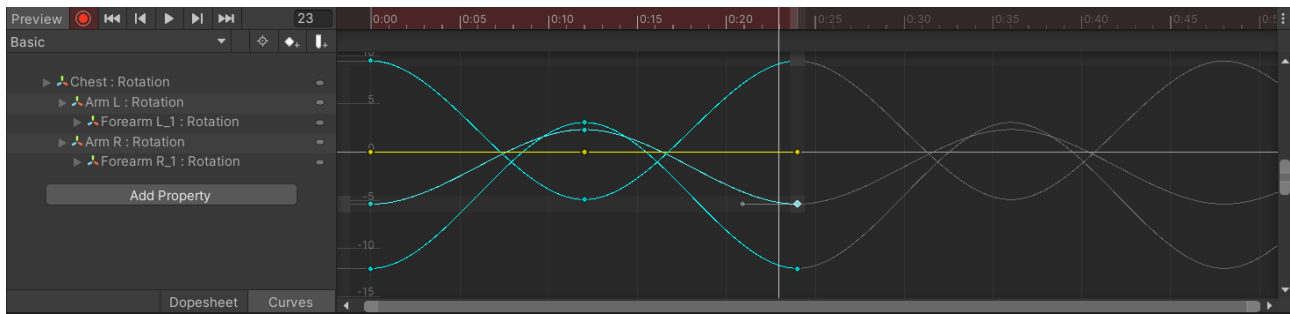 Preview 23 0:00 0:05 0:10 0:15 0:20 0:25 0:30 0:35 0:40 0:45
Basic
10
Chest : Rotation
Arm L : Rotation
5
Forearm L_1 : Rotation
Arm R : Rotation
0
Forearm R_1 : Rotation
Add Property
-5
-10
-15
Dopesheet Curves